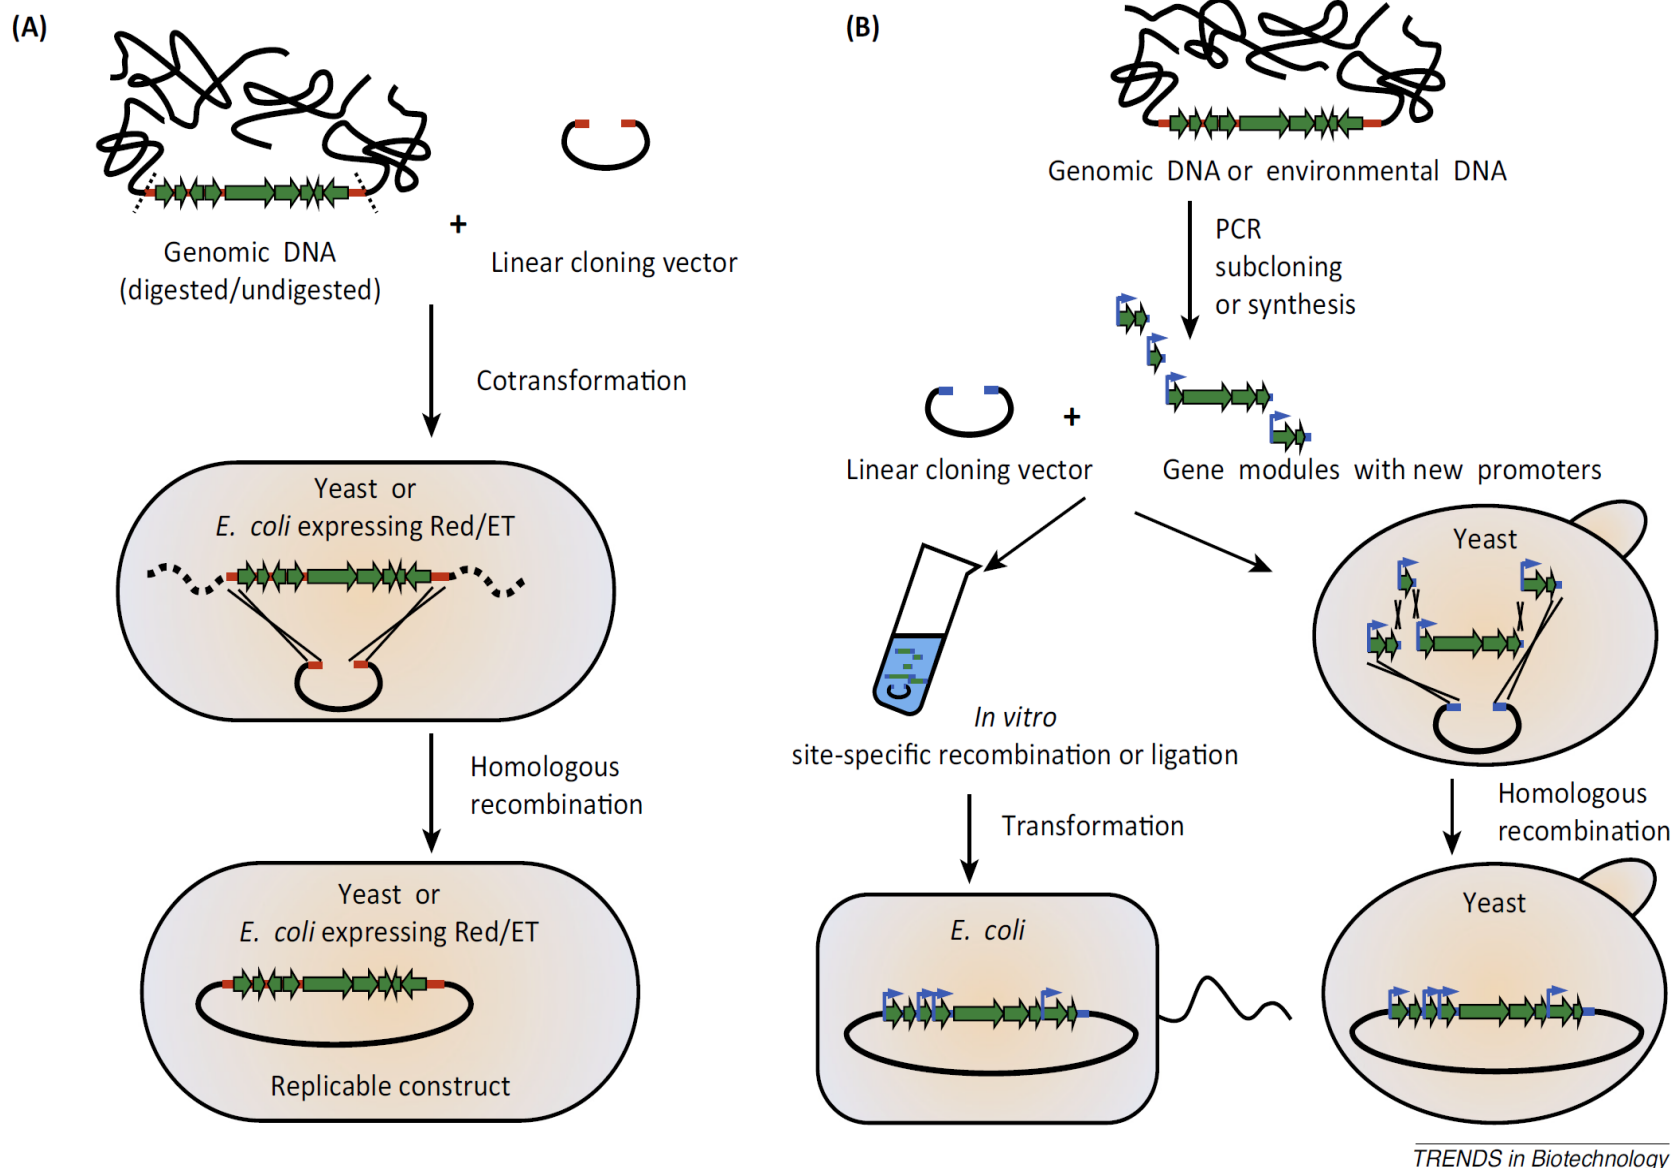 (A)
Genomic DNA
(digested/undigested)
+
Linear cloning vector
Cotransformation
Yeast or
E. coli expressing Red/ET
Homologous
recombination
Yeast or
E. coli expressing Red/ET
Replicable construct
(B)
Genomic DNA or environmental DNA
PCR
subcloning
or synthesis
+
Linear cloning vector
Gene modules with new promoters
Yeast
In vitro
site-specific recombination or ligation
Homologous
recombination
Transformation
E. coli
Yeast
TRENDS in Biotechnology